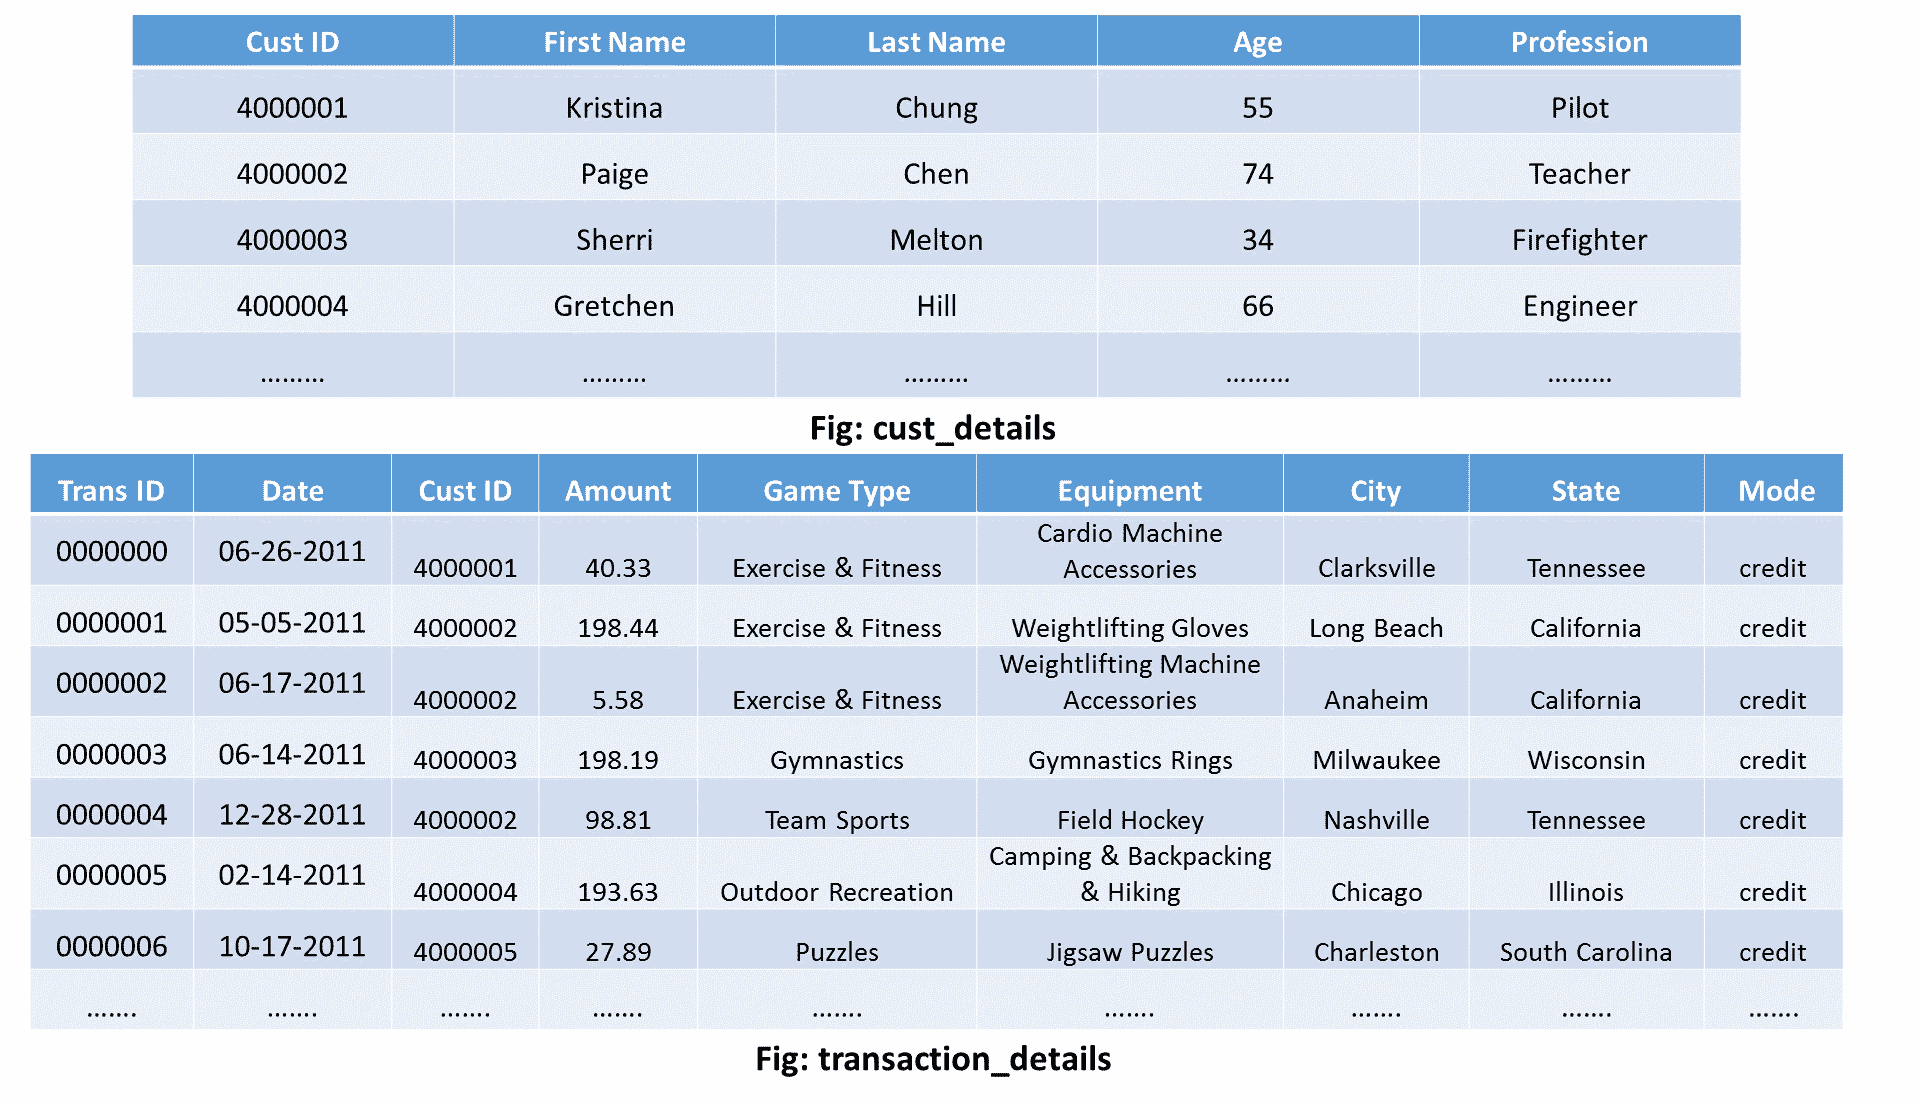 Cust ID First Name Last Name Age Profession
4000001 Kristina Chung 55 Pilot
4000002 Paige Chen 74 Teacher
4000003 Sherri Melton 34 Firefighter
4000004 Gretchen Hill 66 Engineer
......... ......... ......... ......... .........
Fig: cust_details
Trans ID Date Cust ID Amount Game Type Equipment City State Mode
0000000 06-26-2011 4000001 40.33 Exercise & Fitness Cardio Machine Accessories Clarksville Tennessee credit
0000001 05-05-2011 4000002 198.44 Exercise & Fitness Weightlifting Gloves Long Beach California credit
0000002 06-17-2011 4000002 5.58 Exercise & Fitness Weightlifting Machine Accessories Anaheim California credit
0000003 06-14-2011 4000003 198.19 Gymnastics Gymnastics Rings Milwaukee Wisconsin credit
0000004 12-28-2011 4000002 98.81 Team Sports Field Hockey Nashville Tennessee credit
0000005 02-14-2011 4000004 193.63 Outdoor Recreation Camping & Backpacking & Hiking Chicago Illinois credit
0000006 10-17-2011 4000005 27.89 Puzzles Jigsaw Puzzles Charleston South Carolina credit
....... ....... ....... ....... ....... ....... ....... ....... .......
Fig: transaction_details